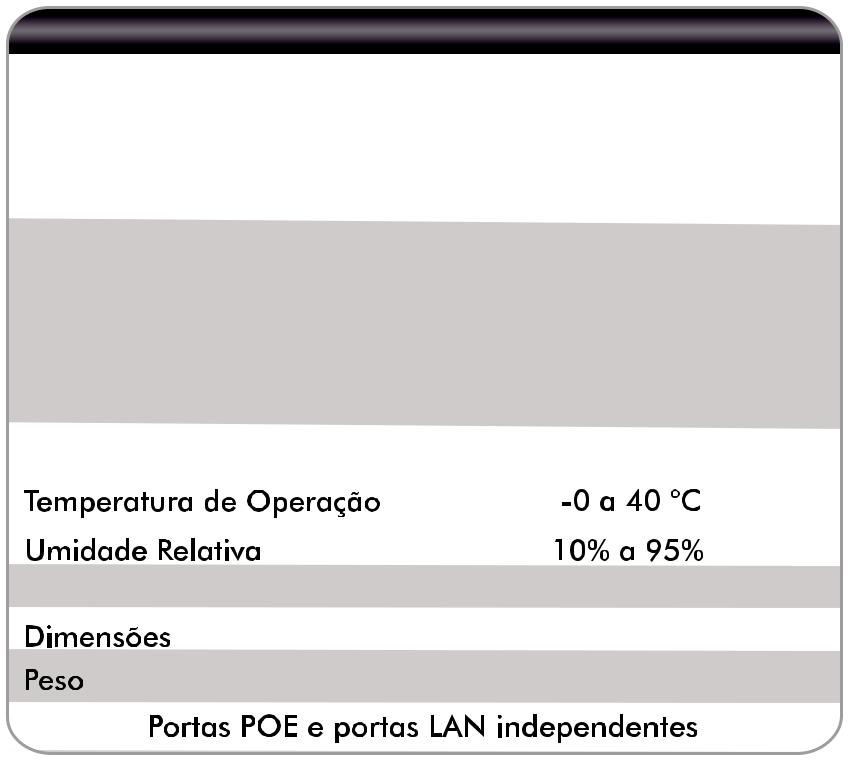 Temperatura de Operação -0 a 40 °C
Umidade Relativa 10% a 95%
Dimensões
Peso
Portas POE e portas LAN independentes